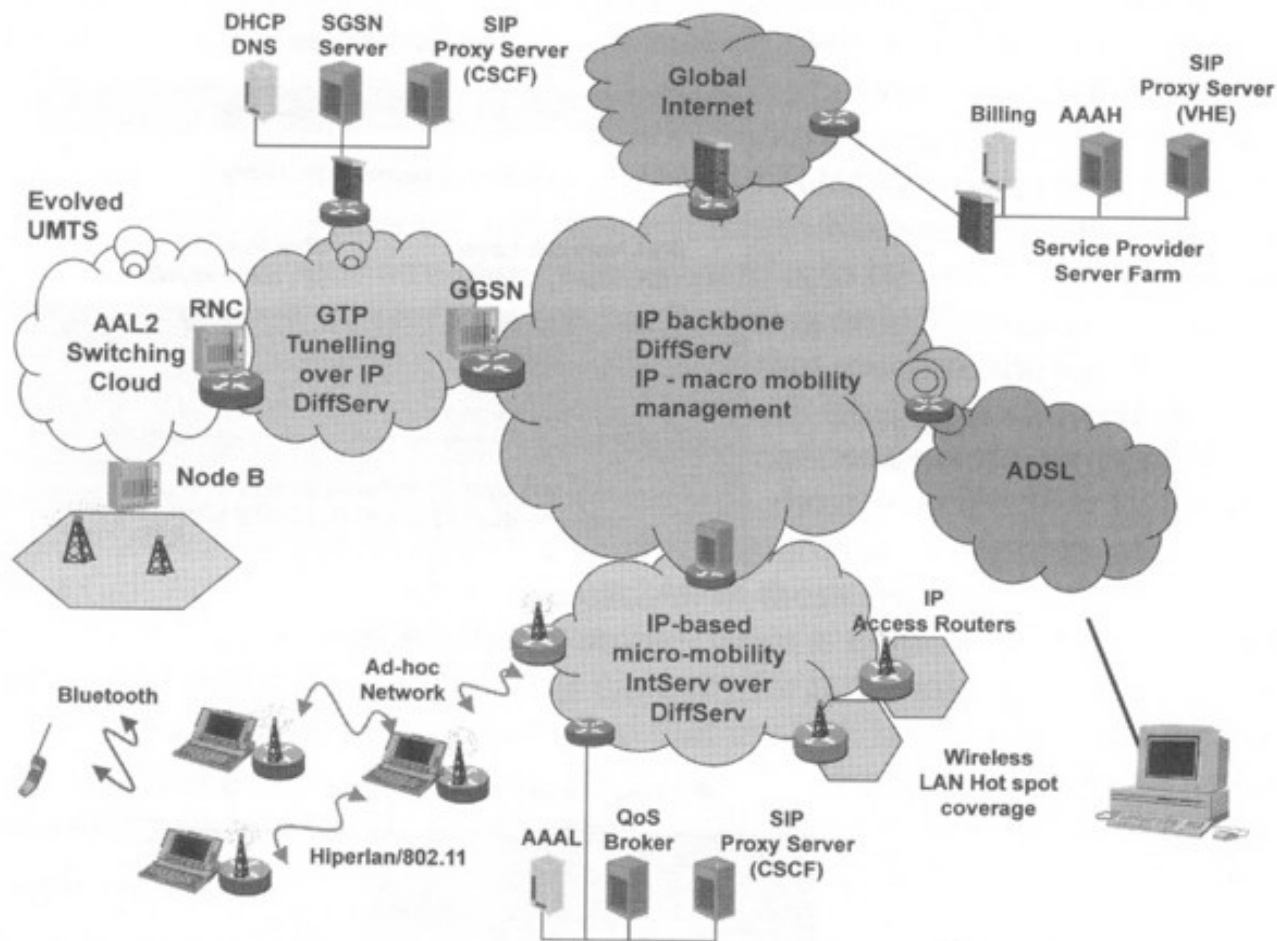 DHCP
DNS
SGSN
Server
SIP
Proxy Server
(CSCF)
Global
Internet
SIP
Proxy Server
(VHE)
Billing
AAAH
Service Provider
Server Farm
Evolved
UMTS
RNC
AAL2
Switching
Cloud
GTP
Tunelling
over IP
DiffServ
GGSN
IP backbone
DiffServ
IP - macro mobility
management
ADSL
Node B
IP
Access Routers
IP-based
micro-mobility
IntServ over
DiffServ
Ad-hoc
Network
Bluetooth
Wireless
LAN Hot spot
coverage
Hiperlan/802.11
AAAL
QoS
Broker
SIP
Proxy Server
(CSCF)